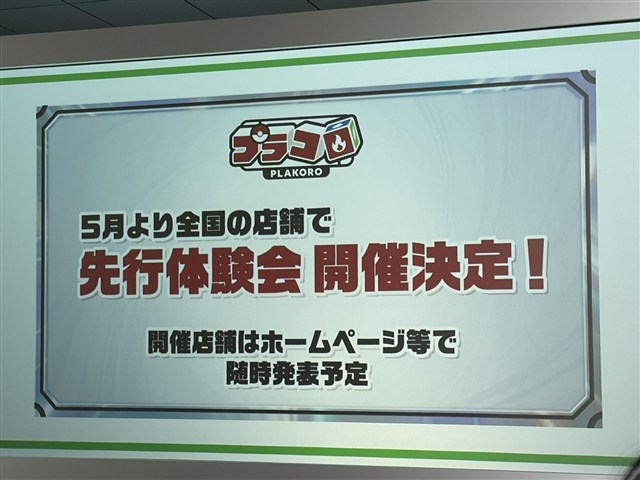 プラコロ
PLAKORO
5月より全国の店舗で
先行体験会 開催決定！
開催店舗はホームページ等で
随時発表予定